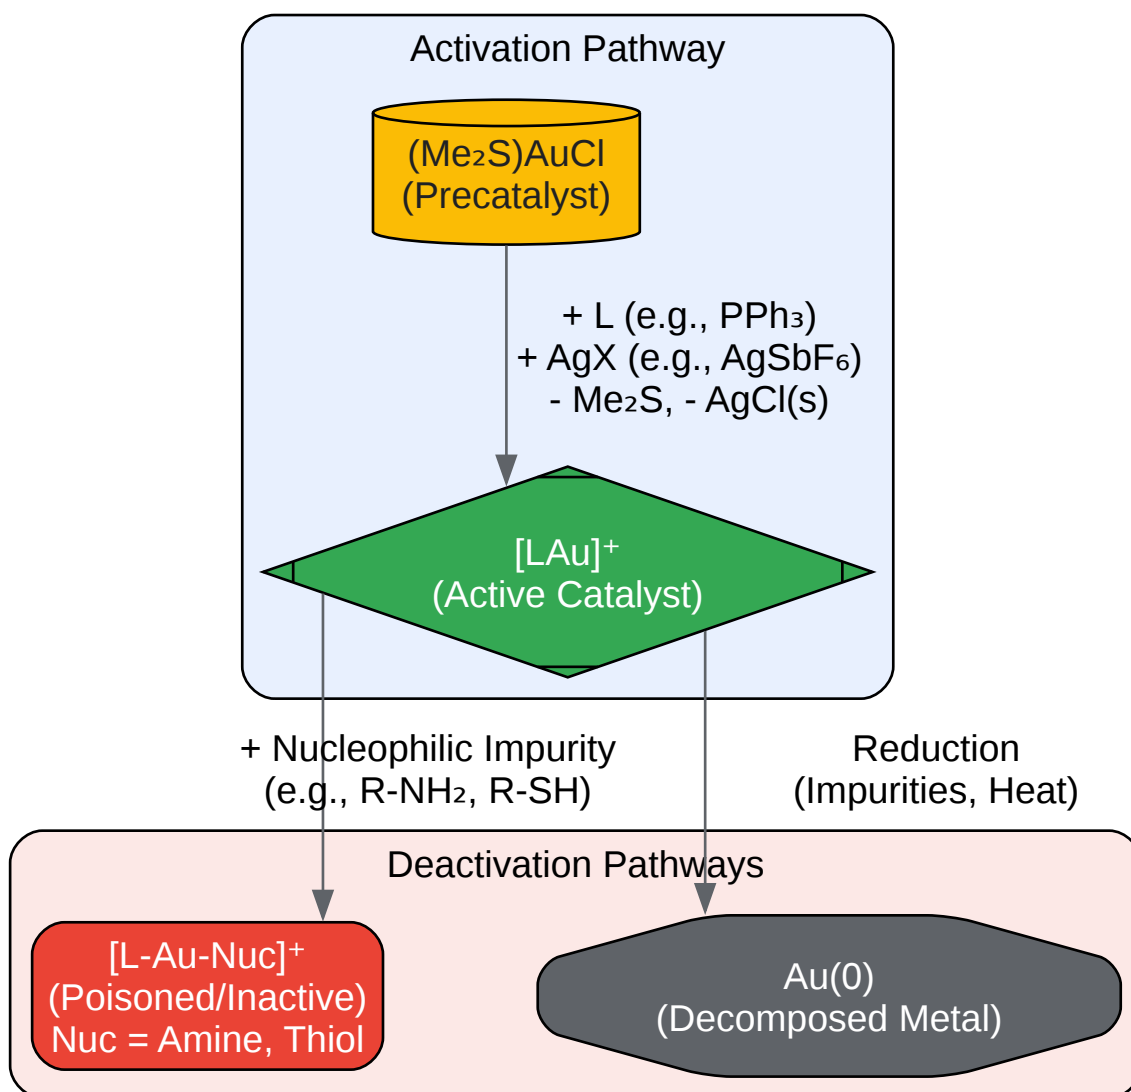 Activation Pathway
(Me₂S)AuCl
(Precatalyst)
+ L (e.g., PPh₃)
+ AgX (e.g., AgSbF₆)
- Me₂S, - AgCl(s)
[LAu]⁺
(Active Catalyst)
+ Nucleophilic Impurity
(e.g., R-NH₂, R-SH)
Reduction
(Impurities, Heat)
Deactivation Pathways
[L-Au-Nuc]⁺
(Poisoned/Inactive)
Nuc = Amine, Thiol
Au(0)
(Decomposed Metal)